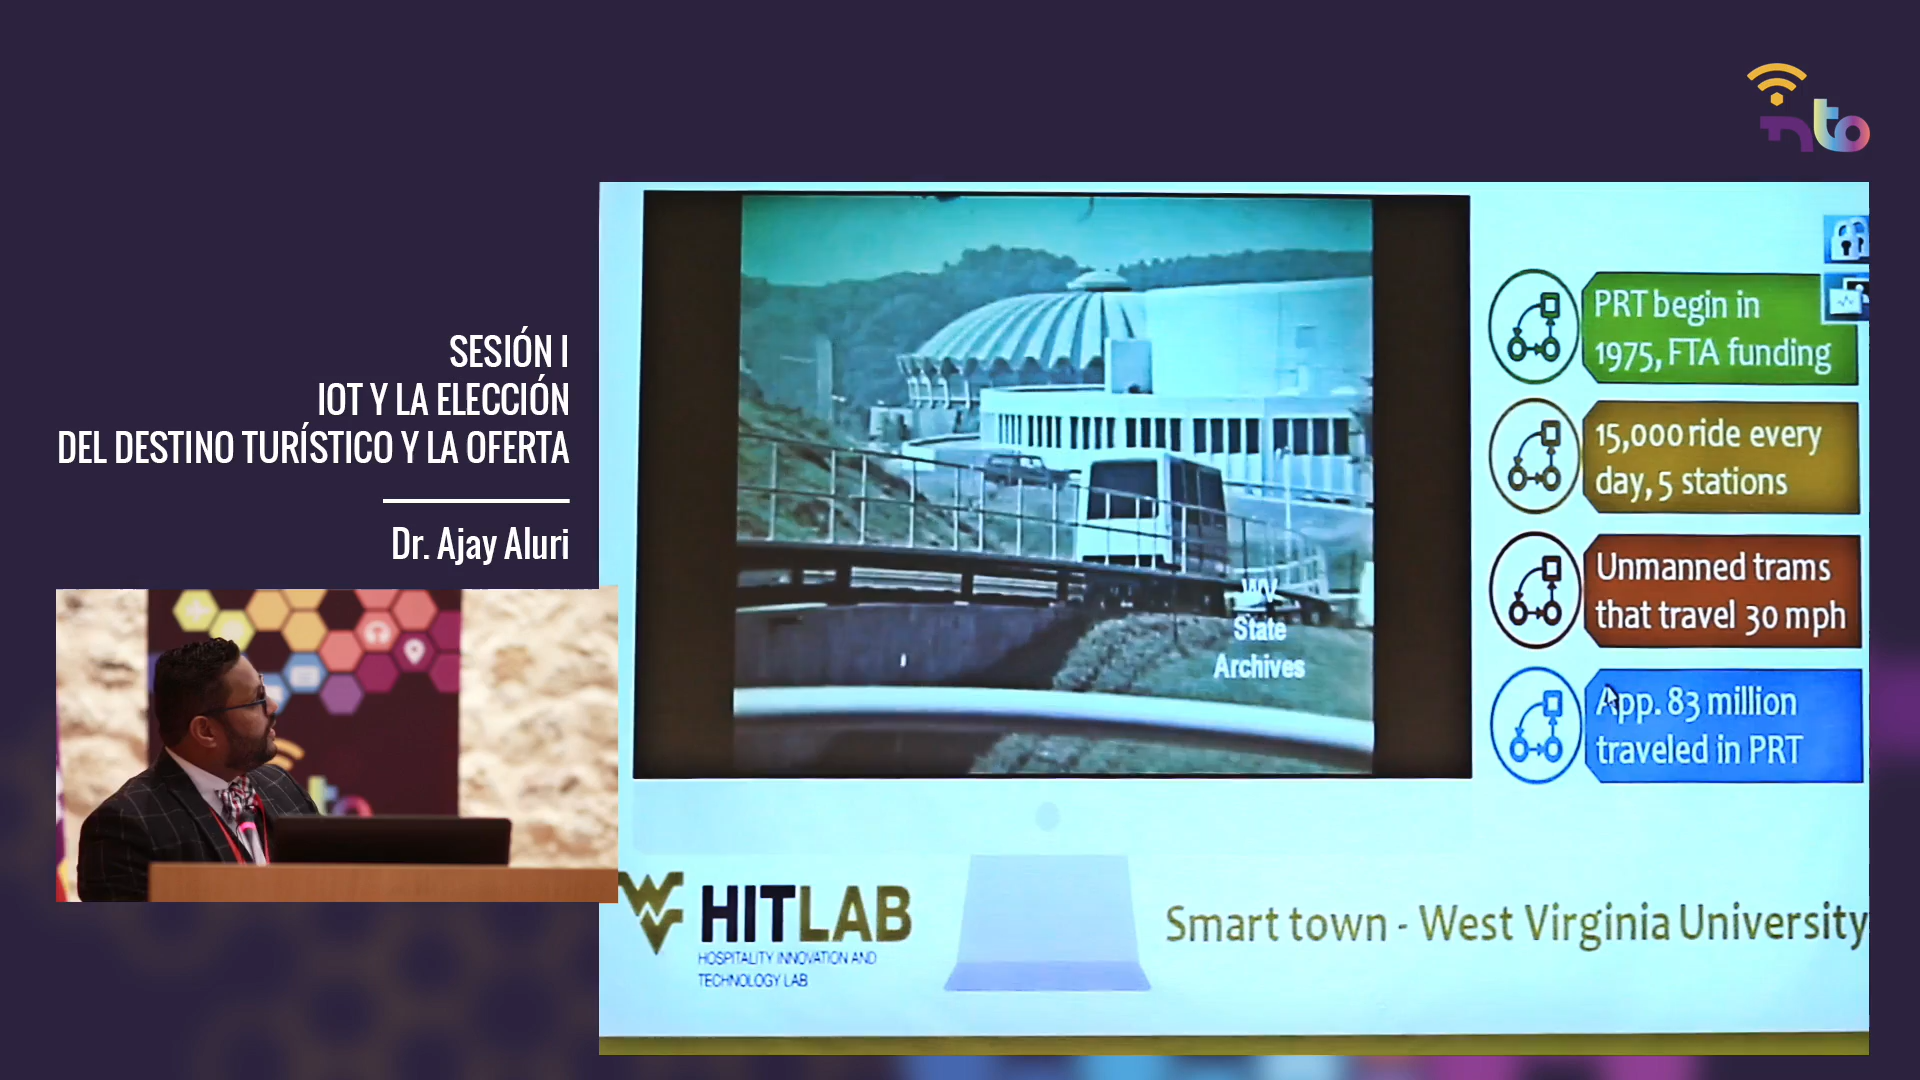 nto
SESIÓN I
IOT Y LA ELECCIÓN
DEL DESTINO TURÍSTICO Y LA OFERTA
Dr. Ajay Aluri
WV
State
Archives
PRT begin in
1975, FTA funding
15,000 ride every
day, 5 stations
Unmanned trams
that travel 30 mph
App. 83 million
traveled in PRT
WV
HITLAB
HOSPITALITY INNOVATION AND
TECHNOLOGY LAB
Smart town - West Virginia University